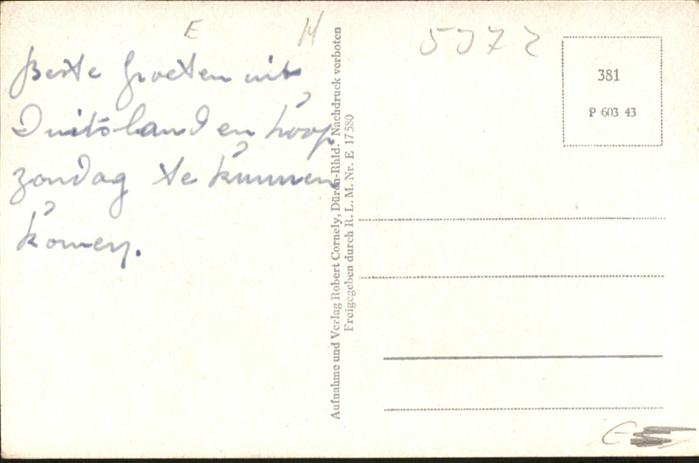 E
H
5972
Beste Groeten uit
Duitsland en hoop
zondag te kunnen
komen.
Aufnahme und Verlag Robert Cornely, Düren-Rhld. Nachdruck verboten
Freigegeben durch R. L. M. Nr. E 17580
381
P 603 43